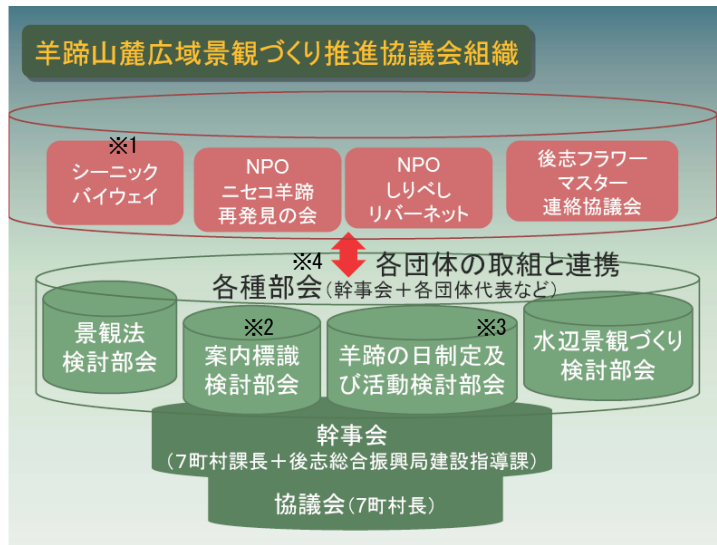 羊蹄山麓広域景観づくり推進協議会組織
※1
シーニック
バイウェイ
NPO
ニセコ羊蹄
再発見の会
NPO
しりべし
リバーネット
後志フラワー
マスター
連絡協議会
※4
各団体の取組と連携
各種部会(幹事会＋各団体代表など)
景観法
検討部会
※2
案内標識
検討部会
※3
羊蹄の日制定及
び活動検討部会
水辺景観づくり
検討部会
幹事会
(7町村課長＋後志総合振興局建設指導課)
協議会(7町村長)